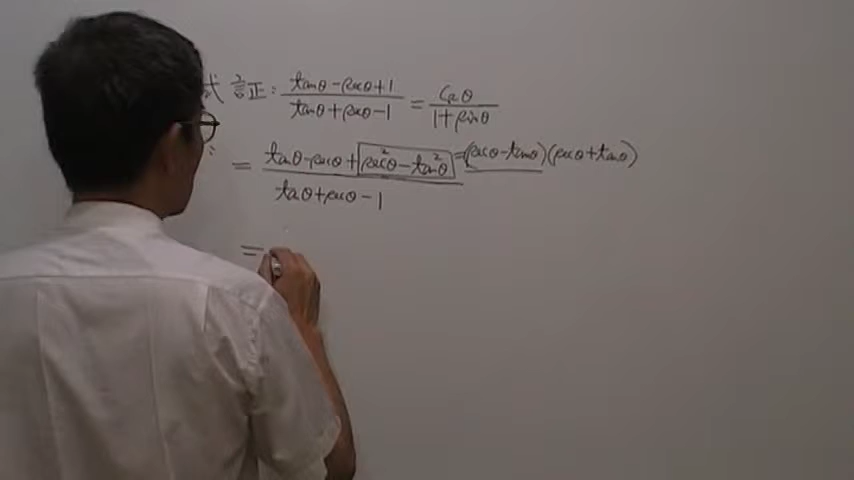 式 證正: (tanθ - secθ + 1)/(tanθ + secθ - 1) = cosθ/(1 + sinθ)
: = (tanθ - secθ + sec²θ - tan²θ)/(tanθ + secθ - 1) = (secθ - tanθ)(secθ + tanθ)
=